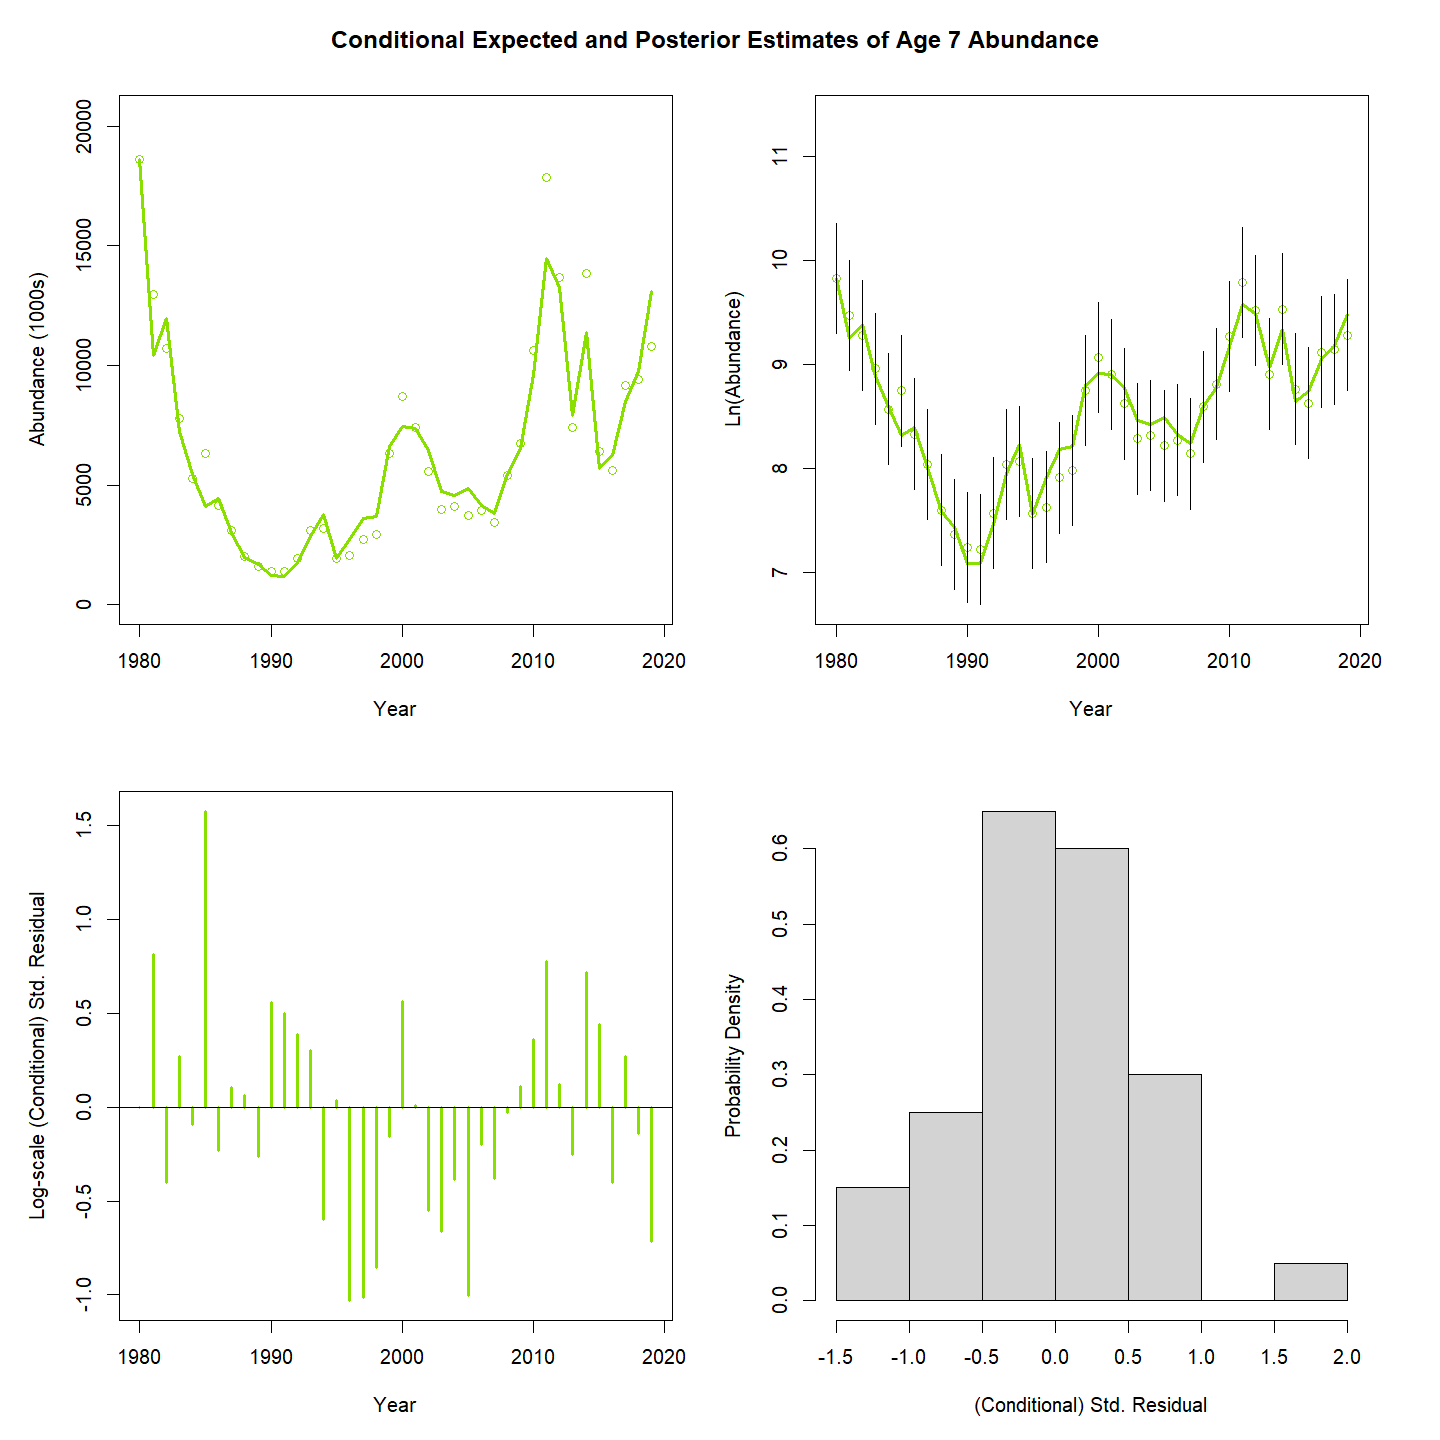 Conditional Expected and Posterior Estimates of Age 7 Abundance
Abundance (1000s)
20000
15000
10000
5000
0
1980 1990 2000 2010 2020
Year
Ln(Abundance)
11
10
9
8
7
1980 1990 2000 2010 2020
Year
Log-scale (Conditional) Std. Residual
1.5
1.0
0.5
0.0
-0.5
-1.0
1980 1990 2000 2010 2020
Year
Probability Density
0.6
0.5
0.4
0.3
0.2
0.1
0.0
-1.5 -1.0 -0.5 0.0 0.5 1.0 1.5 2.0
(Conditional) Std. Residual